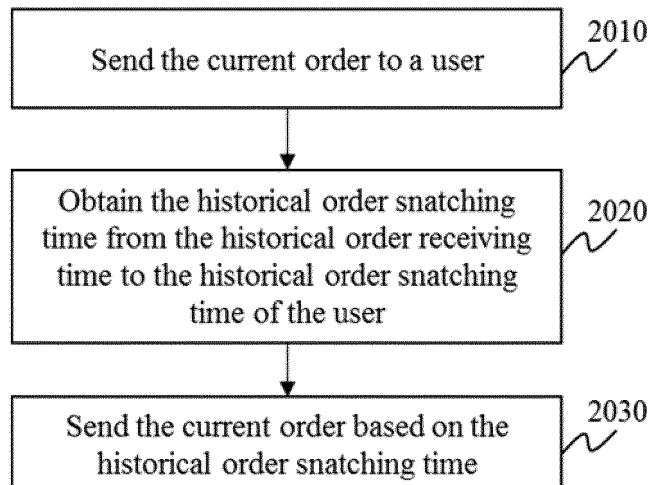 2010
Send the current order to a user
Obtain the historical order snatching
time from the historical order receiving
time to the historical order snatching
time of the user
2020
Send the current order based on the
historical order snatching time
2030